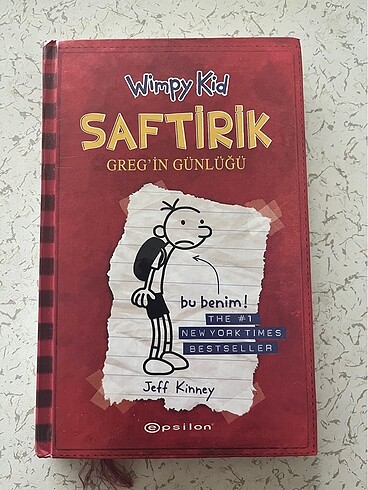 Wimpy Kid
SAFTİRİK
GREG'İN GÜNLÜĞÜ
bu benim!
THE #1
NEW YORK TIMES
BESTSELLER
Jeff Kinney
epsilon